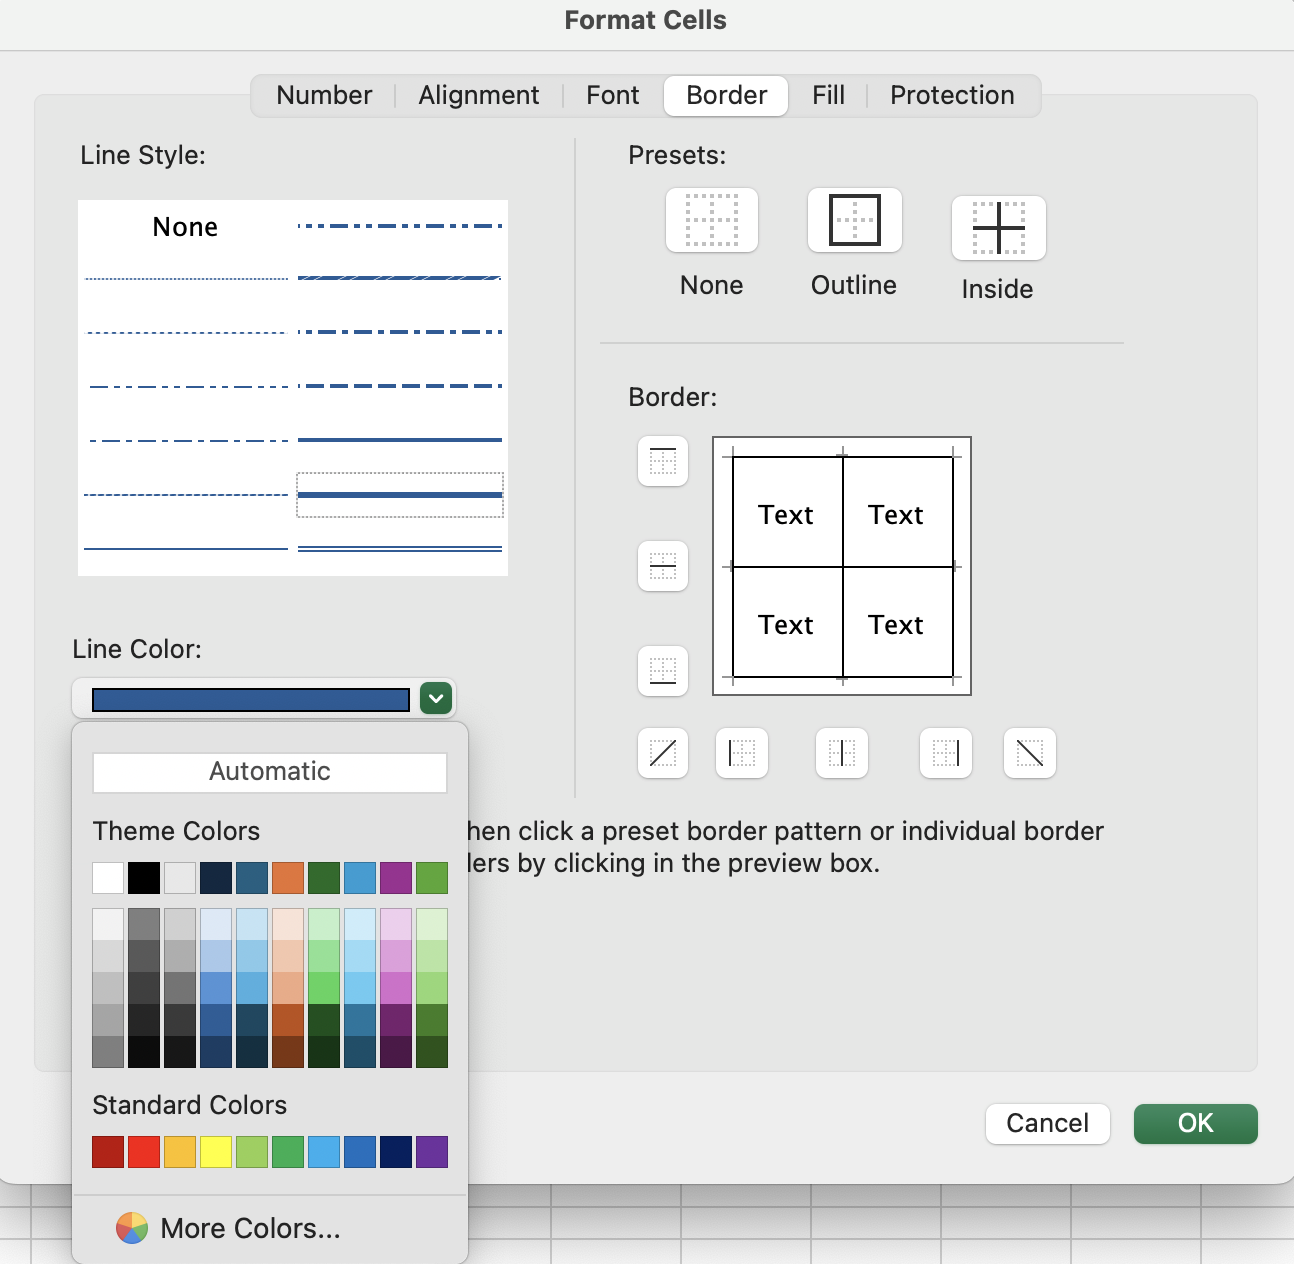 Format Cells
Number
Alignment
Font
Border
Fill
Protection
Line Style:
None
Presets:
None
Outline
Inside
Border:
Text
Text
Text
Text
Line Color:
Automatic
Theme Colors
hen click a preset border pattern or individual border
lers by clicking in the preview box.
Standard Colors
More Colors...
Cancel
OK